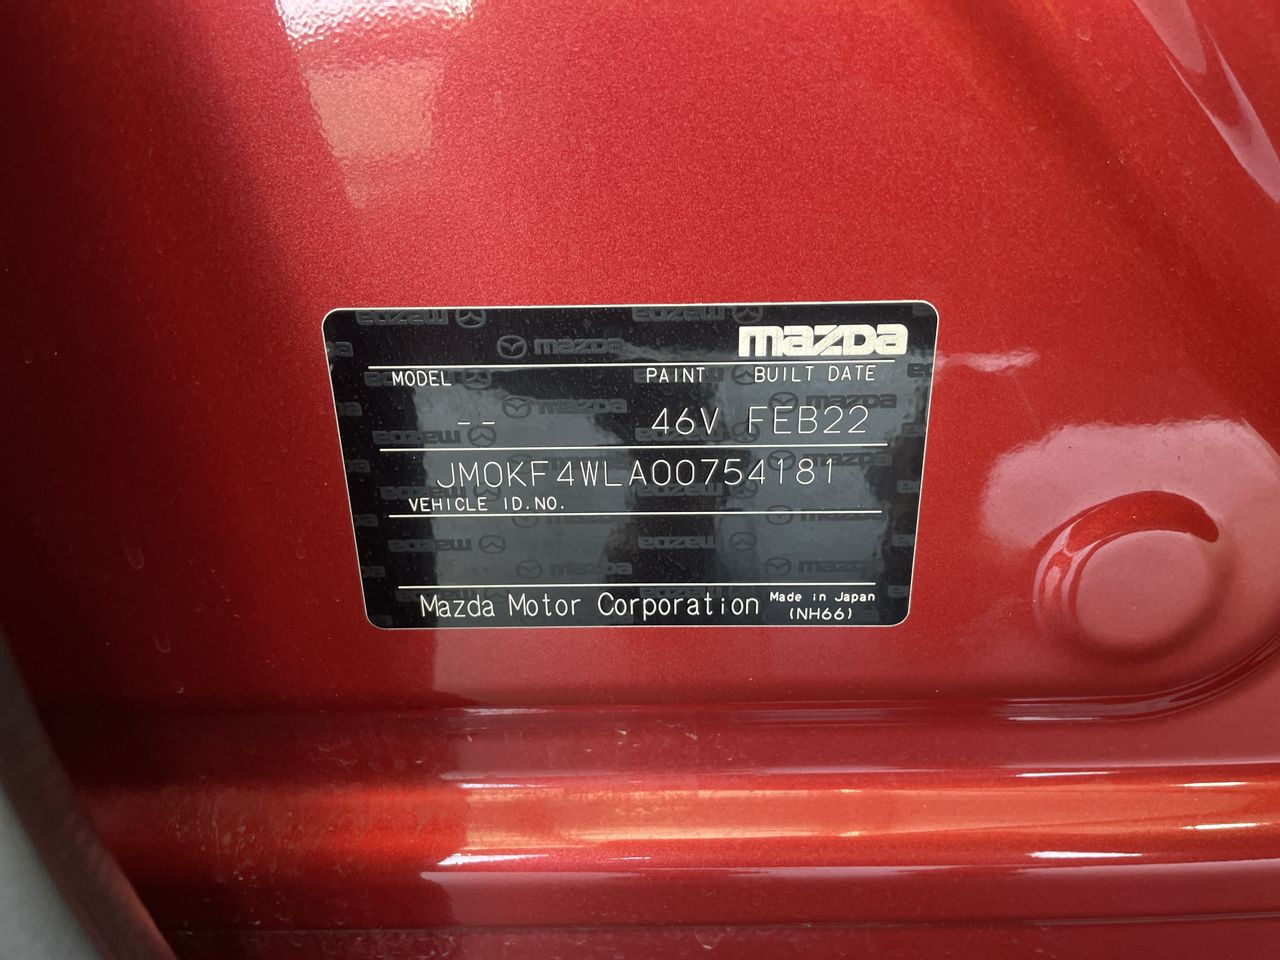 mazda
MODEL PAINT BUILT DATE
-- 46V FEB22
JM0KF4WLA00754181
VEHICLE ID.NO.
Mazda Motor Corporation Made in Japan
(NH66)